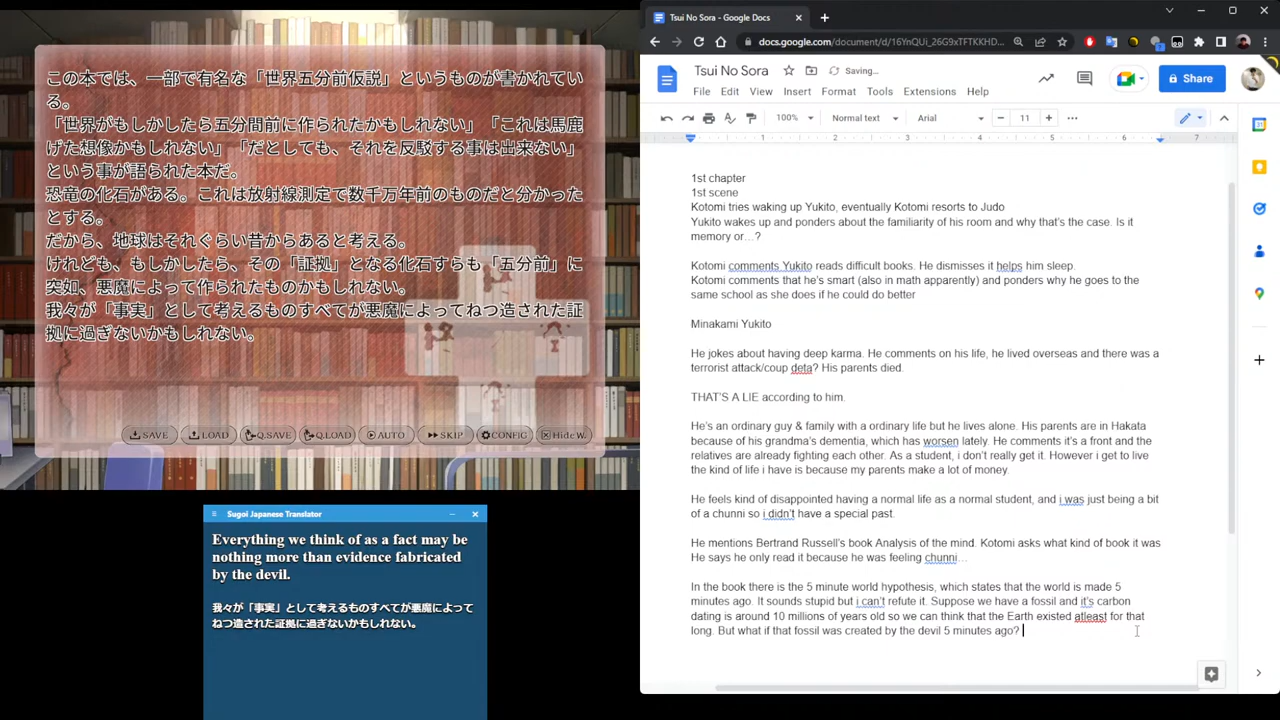 この本では、一部で有名な「世界五分前仮説」というものが書かれてい
る。
「世界がもしかしたら五分間前に作られたかもしれない」「これは馬鹿
げた想像かもしれない」「だとしても、それを反駁する事は出来ない」
という事が語られた本だ。
恐竜の化石がある。これは放射線測定で数千万年前のものだと分かった
とする。
だから、地球はそれぐらい昔からあると考える。
けれども、もしかしたら、その「証拠」となる化石すらも「五分前」に
突如、悪魔によって作られたものかもしれない。
我々が「事実」として考えるものすべてが悪魔によってねつ造された証
拠に過ぎないかもしれない。
SAVE LOAD Q.SAVE Q.LOAD AUTO SKIP CONFIG Hide W
Sugoi Japanese Translator
Everything we think of as a fact may be
nothing more than evidence fabricated
by the devil.
我々が「事実」として考えるものすべてが悪魔によって
ねつ造された証拠に過ぎないかもしれない。
Tsui No Sora - Google Docs
docs.google.com/document/d/16YnQUi_26G9xTFTKKHD...
Tsui No Sora
Saving...
Share
File Edit View Insert Format Tools Extensions Help
100% Normal text Arial 11
1 2 3 4 5 6 7
1st chapter
1st scene
Kotomi tries waking up Yukito, eventually Kotomi resorts to Judo
Yukito wakes up and ponders about the familiarity of his room and why that's the case. Is it
memory or…?
Kotomi comments Yukito reads difficult books. He dismisses it helps him sleep.
Kotomi comments that he's smart (also in math apparently) and ponders why he goes to the
same school as she does if he could do better
Minakami Yukito
He jokes about having deep karma. He comments on his life, he lived overseas and there was a
terrorist attack/coup deta? His parents died.
THAT'S A LIE according to him.
He's an ordinary guy & family with a ordinary life but he lives alone. His parents are in Hakata
because of his grandma's dementia, which has worsen lately. He comments it's a front and the
relatives are already fighting each other. As a student, i don't really get it. However i get to live
the kind of life i have is because my parents make a lot of money.
He feels kind of disappointed having a normal life as a normal student, and i was just being a bit
of a chunni so i didn't have a special past.
He mentions Bertrand Russell's book Analysis of the mind. Kotomi asks what kind of book it was
He says he only read it because he was feeling chunni…
In the book there is the 5 minute world hypothesis, which states that the world is made 5
minutes ago. It sounds stupid but i can't refute it. Suppose we have a fossil and it's carbon
dating is around 10 millions of years old so we can think that the Earth existed atleast for that
long. But what if that fossil was created by the devil 5 minutes ago?